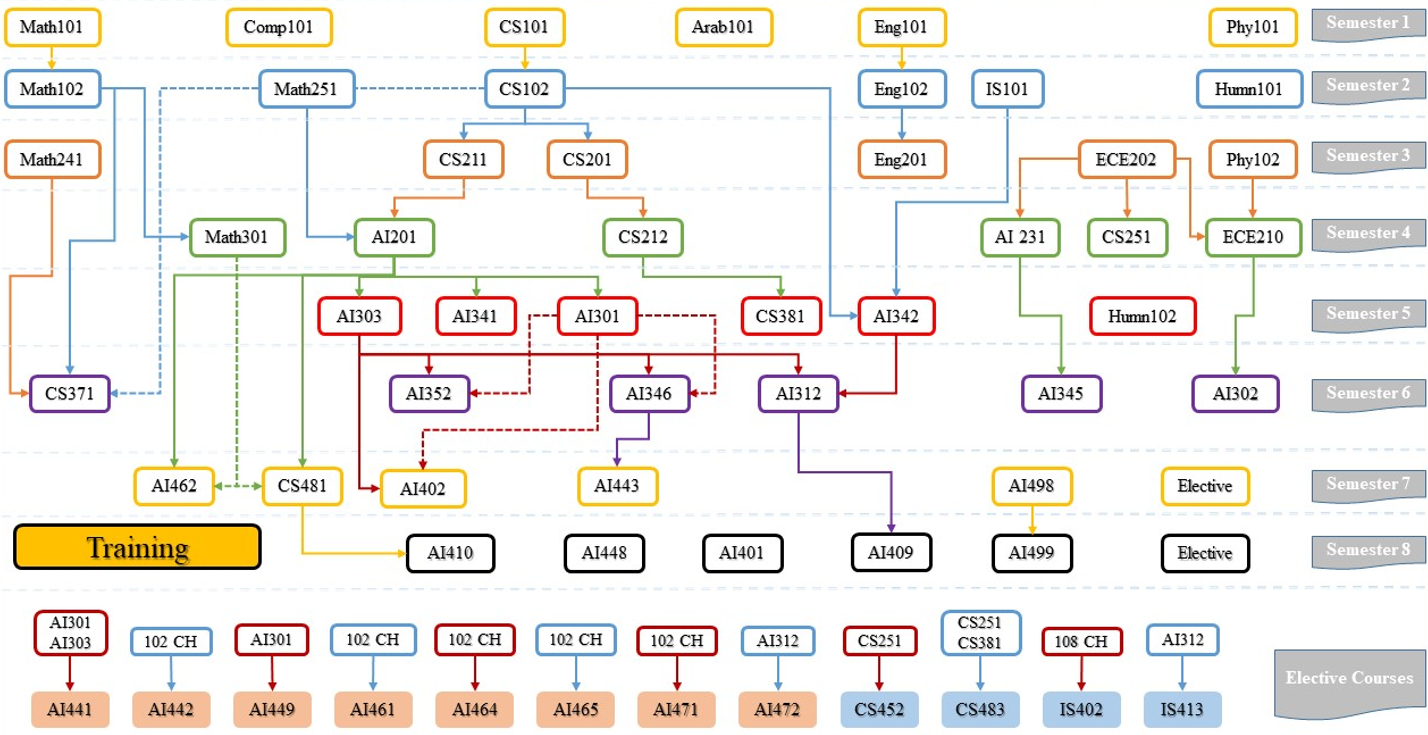 Math101
Comp101
CS101
Arab101
Eng101
Phy101
Semester 1
Math102
Math251
CS102
Eng102
IS101
Humn101
Semester 2
Math241
CS211
CS201
Eng201
ECE202
Phy102
Semester 3
Math301
AI201
CS212
AI 231
CS251
ECE210
Semester 4
AI303
AI341
AI301
CS381
AI342
Humn102
Semester 5
CS371
AI352
AI346
AI312
AI345
AI302
Semester 6
AI462
CS481
AI402
AI443
AI498
Elective
Semester 7
Training
AI410
AI448
AI401
AI409
AI499
Elective
Semester 8
AI301
AI303
102 CH
AI301
102 CH
102 CH
102 CH
102 CH
AI312
CS251
CS251
CS381
108 CH
AI312
Elective Courses
AI441
AI442
AI449
AI461
AI464
AI465
AI471
AI472
CS452
CS483
IS402
IS413